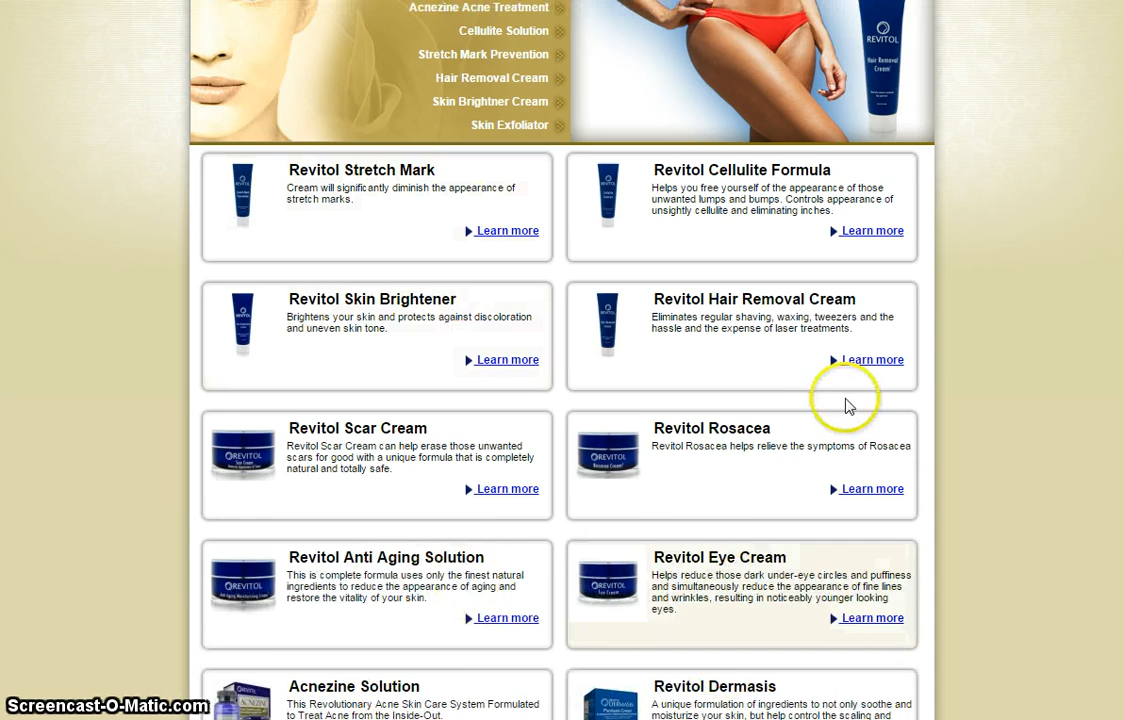 Acnezine Acne Treatment
Cellulite Solution
Stretch Mark Prevention
Hair Removal Cream
Skin Brightner Cream
Skin Exfoliator
REVITOL
Hair Removal
Cream
Revitol Stretch Mark
Cream will significantly diminish the appearance of
stretch marks.
Learn more
Revitol Cellulite Formula
Helps you free yourself of the appearance of those
unwanted lumps and bumps. Controls appearance of
unsightly cellulite and eliminating inches.
Learn more
Revitol Skin Brightener
Brightens your skin and protects against discoloration
and uneven skin tone.
Learn more
Revitol Hair Removal Cream
Eliminates regular shaving, waxing, tweezers and the
hassle and the expense of laser treatments.
Learn more
REVITOL
Scar Cream
Revitol Scar Cream
Revitol Scar Cream can help erase those unwanted
scars for good with a unique formula that is completely
natural and totally safe.
Learn more
REVITOL
Rosacea Cream
Revitol Rosacea
Revitol Rosacea helps relieve the symptoms of Rosacea
Learn more
REVITOL
Revitol Anti Aging Solution
This is complete formula uses only the finest natural
ingredients to reduce the appearance of aging and
restore the vitality of your skin.
Learn more
REVITOL
Eye Cream
Revitol Eye Cream
Helps reduce those dark under-eye circles and puffiness
and simultaneously reduce the appearance of fine lines
and wrinkles, resulting in noticeably younger looking
eyes.
Learn more
REVITOL
ACNEZINE
Acnezine Solution
This Revolutionary Acne Skin Care System Formulated
to Treat Acne from the Inside-Out.
Revitol Dermasis
A unique formulation of ingredients to not only soothe and
moisturize your skin, but help control the scaling and
Screencast-O-Matic.com